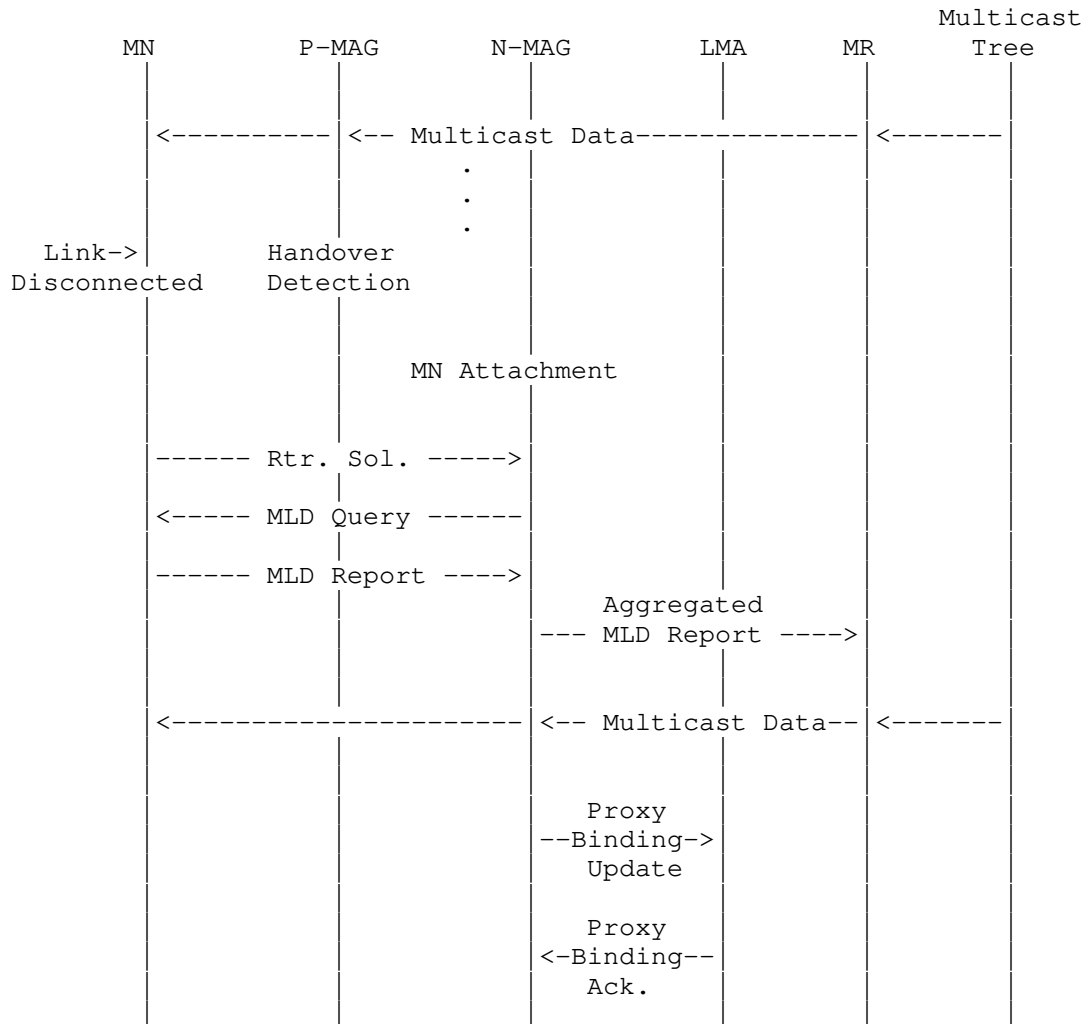 Multicast
MN P-MAG N-MAG LMA MR Tree
<----------|<-- Multicast Data--------------|<-------
.
.
.
Link-> Handover
Disconnected Detection
MN Attachment
------ Rtr. Sol. ----->
<----- MLD Query ------
------ MLD Report ---->
Aggregated
--- MLD Report ---->
<----------------------|<-- Multicast Data--|<-------
Proxy
--Binding->
Update
Proxy
<-Binding--
Ack.